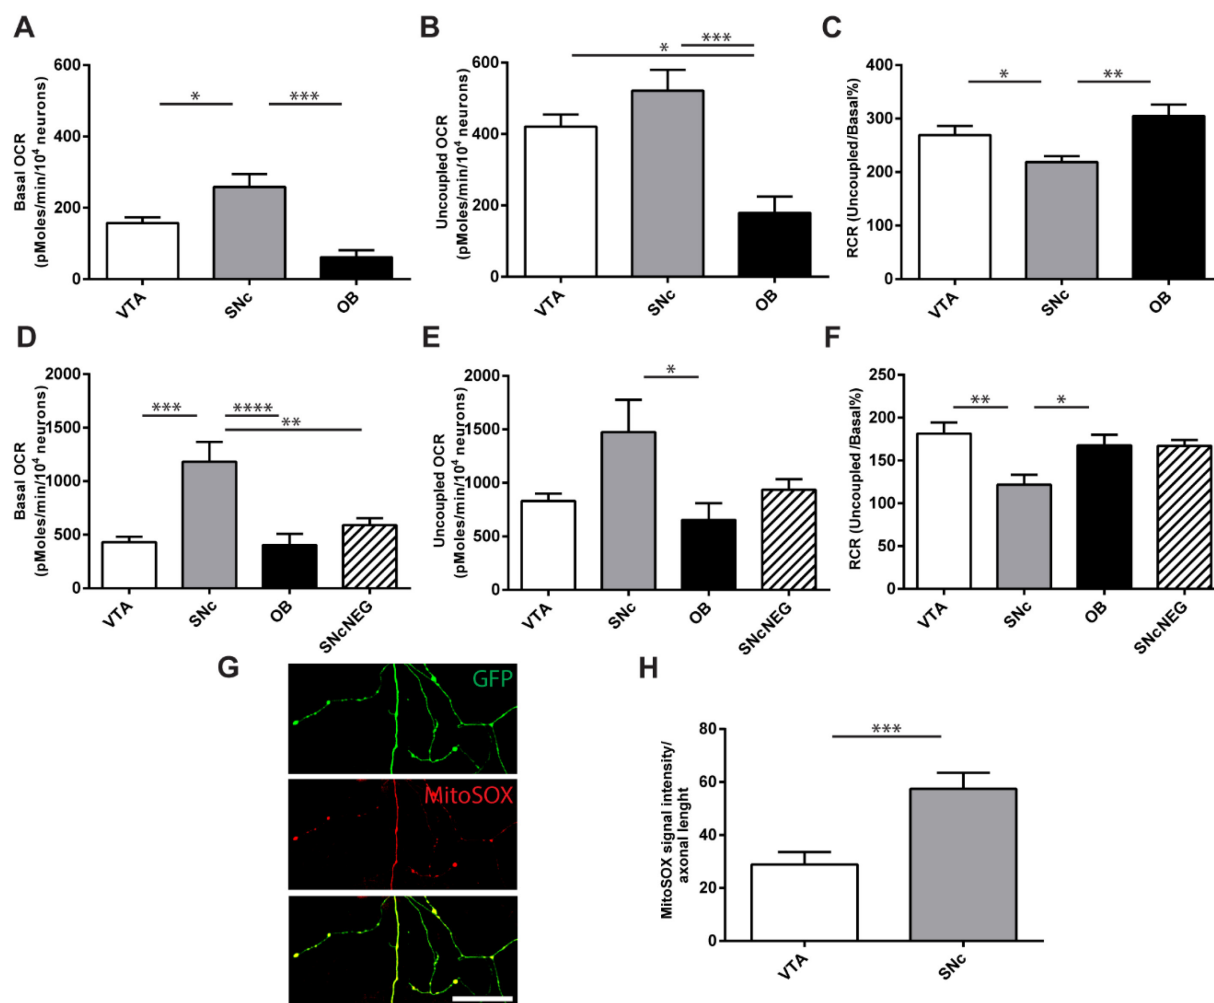 A
Basal OCR
(pMoles/min/10⁴ neurons)
600
400
200
0
* ***
VTA SNc OB
B
Uncoupled OCR
(pMoles/min/10⁴ neurons)
600
400
200
0
***
*
VTA SNc OB
C
RCR (Uncoupled/Basal%)
400
300
200
100
0
* **
VTA SNc OB
D
Basal OCR
(pMoles/min/10⁴ neurons)
2000
1500
1000
500
0
*** ****
**
VTA SNc OB SNcNEG
E
Uncoupled OCR
(pMoles/min/10⁴ neurons)
2000
1500
1000
500
0
*
VTA SNc OB SNcNEG
F
RCR (Uncoupled /Basal%)
250
200
150
100
50
0
** *
VTA SNc OB SNcNEG
G
GFP
MitoSOX
H
MitoSOX signal intensity/
axonal lenght
80
60
40
20
0
***
VTA SNc